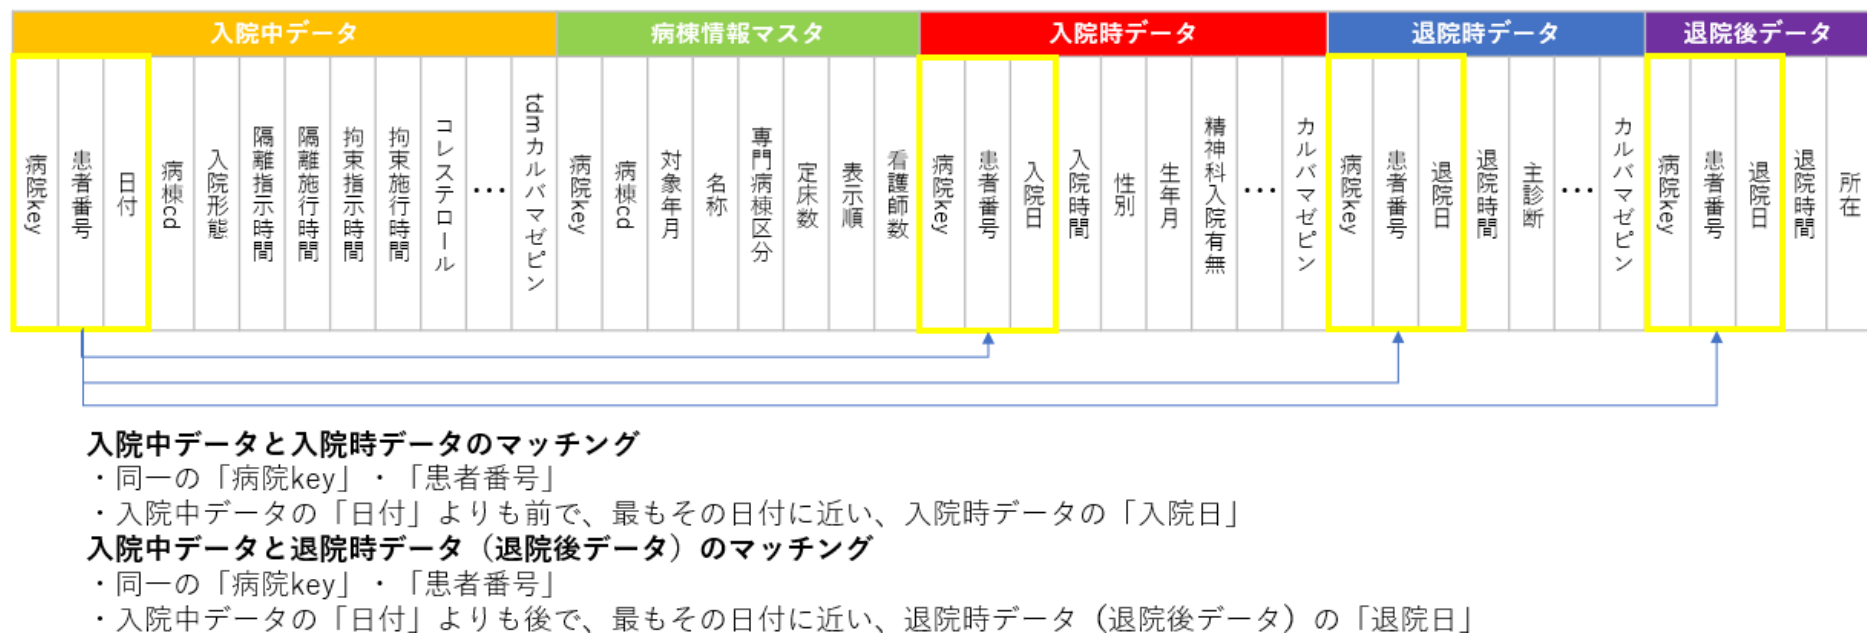 入院中データ
病棟情報マスタ
入院時データ
退院時データ
退院後データ
病院key
患者番号
日付
病棟cd
入院形態
隔離指示時間
隔離施行時間
拘束指示時間
拘束施行時間
コレステロール
...
tdmカルバマゼピン
病院key
病棟cd
対象年月
名称
専門病棟区分
定床数
表示順
看護師数
病院key
患者番号
入院日
入院時間
性別
生年月
精神科入院有無
...
カルバマゼピン
病院key
患者番号
退院日
退院時間
主診断
...
カルバマゼピン
病院key
患者番号
退院日
退院時間
所在
入院中データと入院時データのマッチング
・同一の「病院key」・「患者番号」
・入院中データの「日付」よりも前で、最もその日付に近い、入院時データの「入院日」
入院中データと退院時データ（退院後データ）のマッチング
・同一の「病院key」・「患者番号」
・入院中データの「日付」よりも後で、最もその日付に近い、退院時データ（退院後データ）の「退院日」